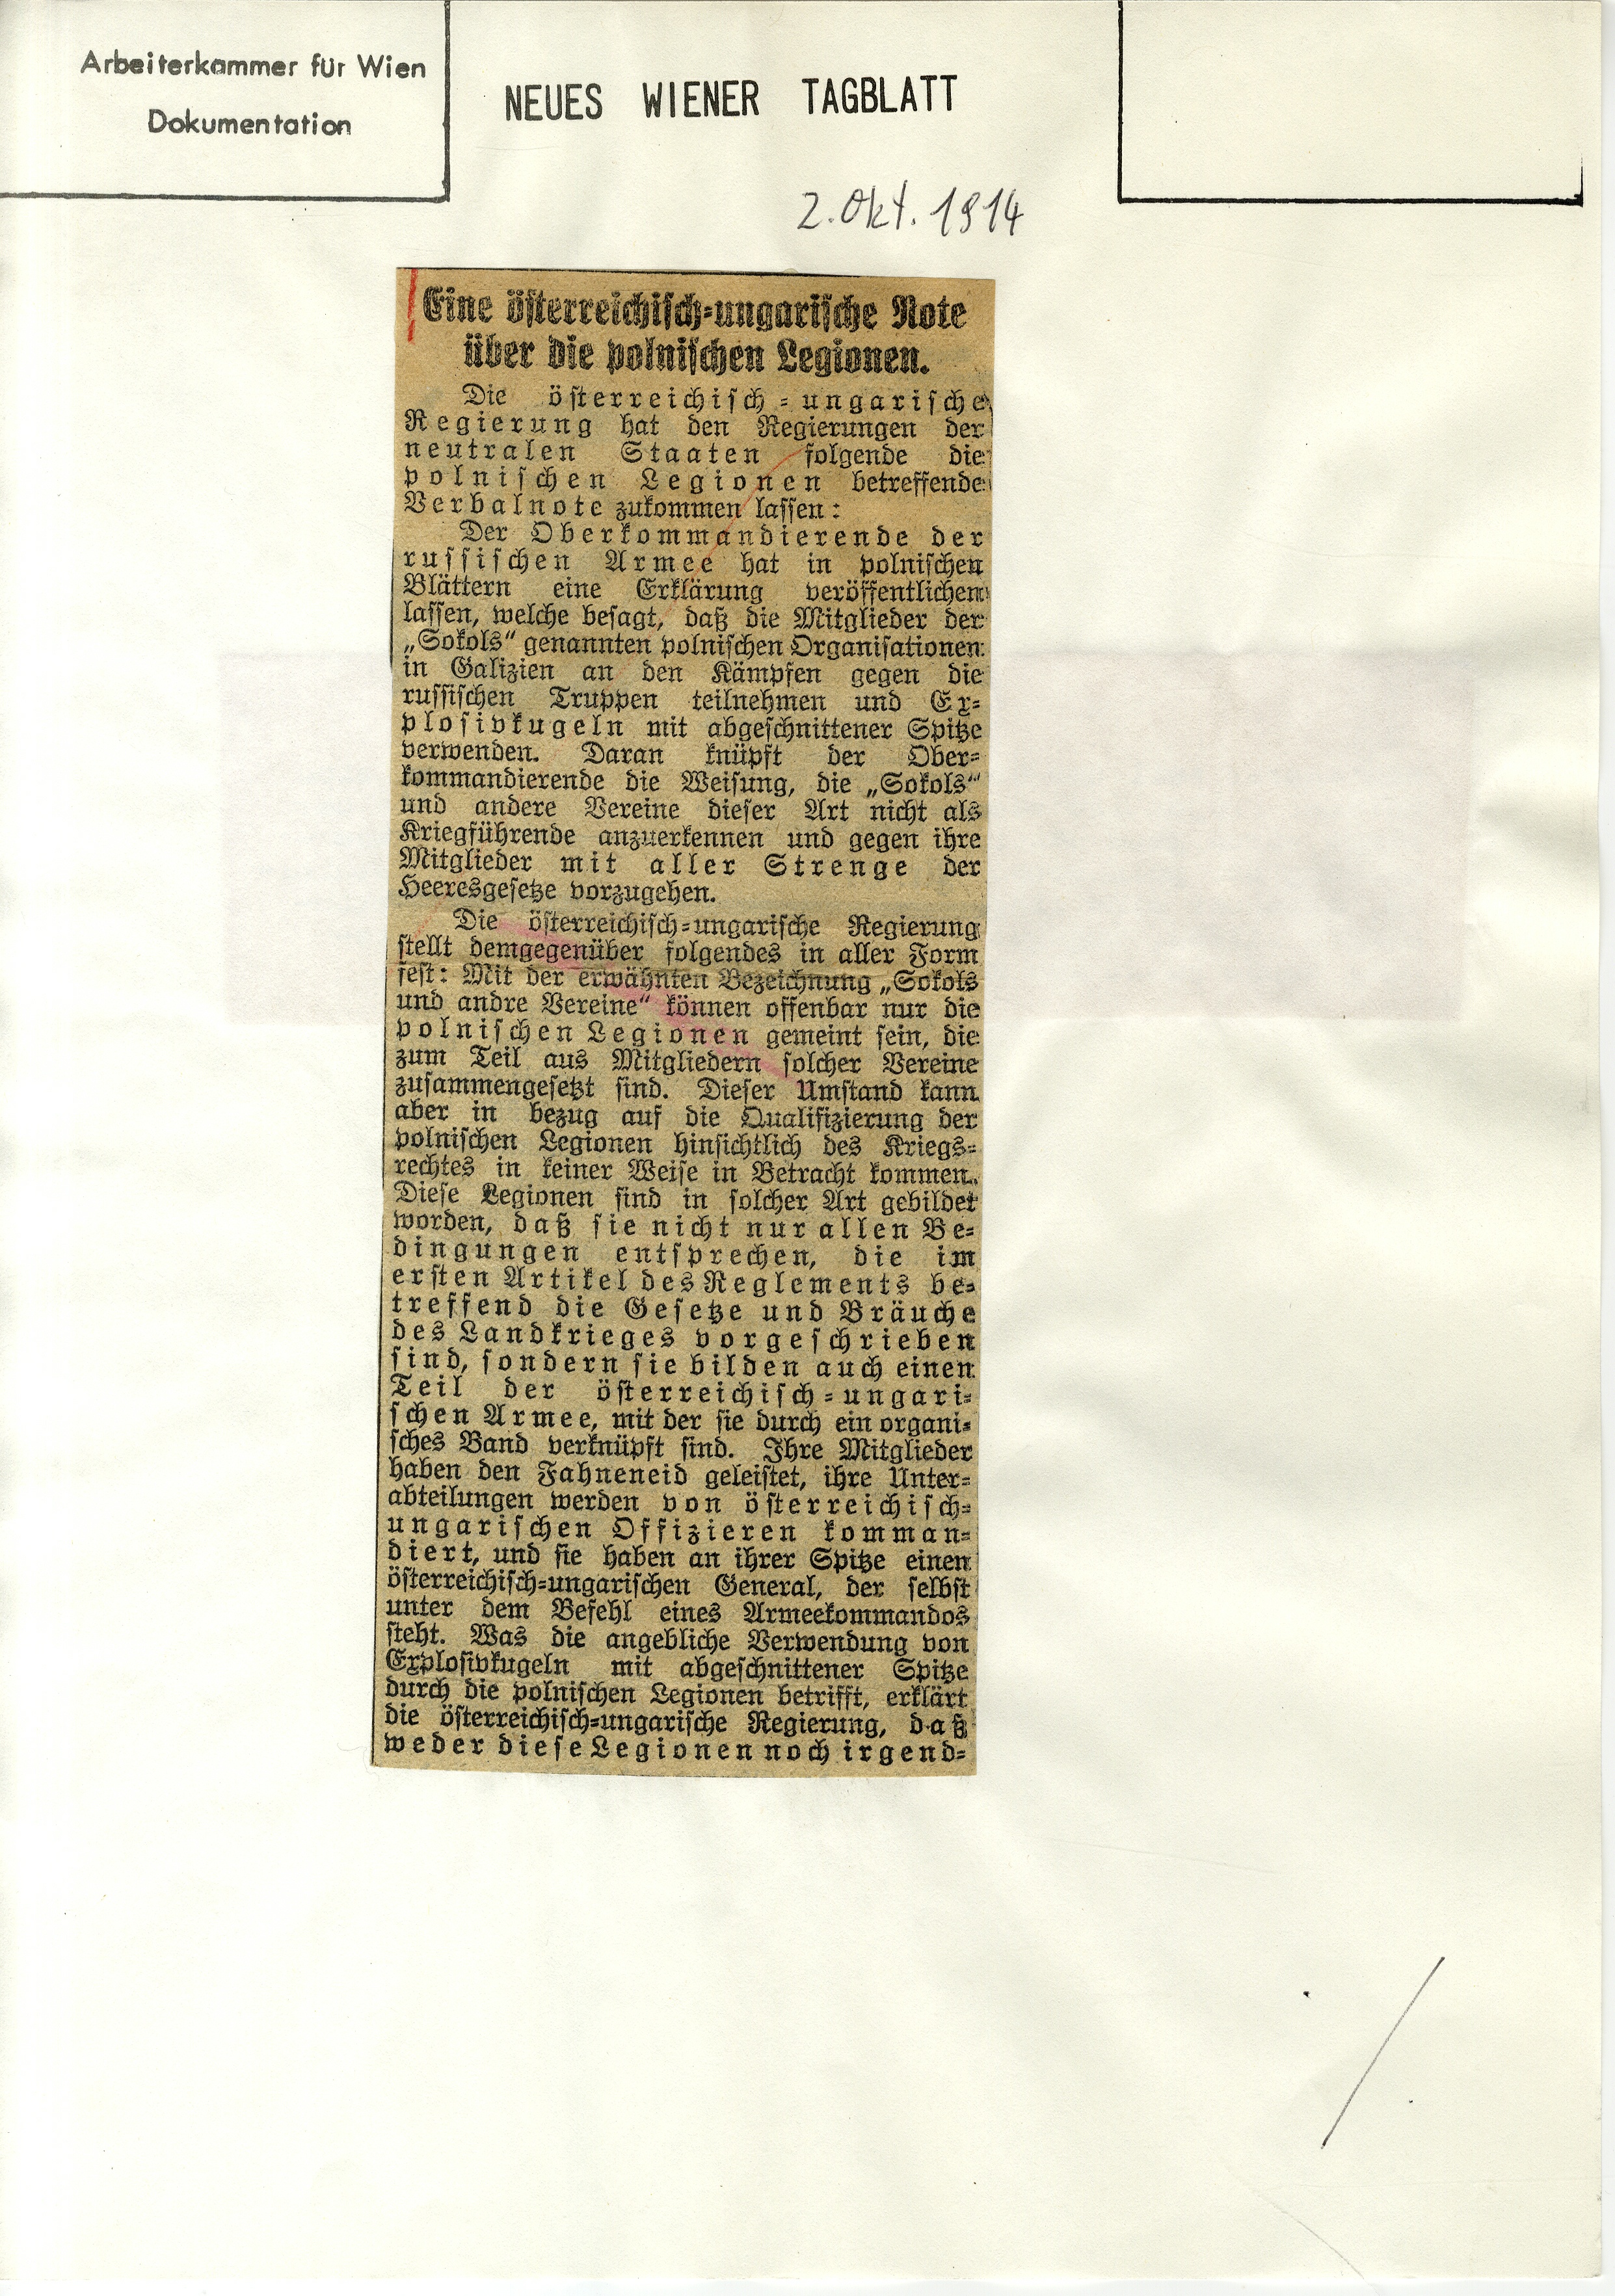 Arbeiterkammer für Wien
Dokumentation
NEUES WIENER TAGBLATT
2. Okt. 1914
Eine österreichisch-ungarische Note
über die polnischen Legionen.
Die österreichisch-ungarische
Regierung hat den Regierungen der
neutralen Staaten folgende die
polnischen Legionen betreffende
Verbalnote zukommen lassen:
Der Oberkommandierende der
russischen Armee hat in polnischen
Blättern eine Erklärung veröffentlichen
lassen, welche besagt, daß die Mitglieder der
„Sokols“ genannten polnischen Organisationen
in Galizien an den Kämpfen gegen die
russischen Truppen teilnehmen und Ex-
plosivkugeln mit abgeschnittener Spitze
verwenden. Daran knüpft der Ober-
kommandierende die Weisung, die „Sokols“
und andere Vereine dieser Art nicht als
Kriegführende anzuerkennen und gegen ihre
Mitglieder mit aller Strenge der
Heeresgesetze vorzugehen.
Die österreichisch-ungarische Regierung
stellt demgegenüber folgendes in aller Form
fest: Mit der erwähnten Bezeichnung „Sokols
und andre Vereine“ können offenbar nur die
polnischen Legionen gemeint sein, die
zum Teil aus Mitgliedern solcher Vereine
zusammengesetzt sind. Dieser Umstand kann
aber in bezug auf die Qualifizierung der
polnischen Legionen hinsichtlich des Kriegs-
rechtes in keiner Weise in Betracht kommen.
Diese Legionen sind in solcher Art gebildet
worden, daß sie nicht nur allen Be-
dingungen entsprechen, die im
ersten Artikel des Reglements be-
treffend die Gesetze und Bräuche
des Landkrieges vorgeschrieben
sind, sondern sie bilden auch einen
Teil der österreichisch-ungari-
schen Armee, mit der sie durch ein organi-
sches Band verknüpft sind. Ihre Mitglieder
haben den Fahneneid geleistet, ihre Unter-
abteilungen werden von österreichisch-
ungarischen Offizieren komman-
diert, und sie haben an ihrer Spitze einen
österreichisch-ungarischen General, der selbst
unter dem Befehl eines Armeekommandos
steht. Was die angebliche Verwendung von
Explosivkugeln mit abgeschnittener Spitze
durch die polnischen Legionen betrifft, erklärt
die österreichisch-ungarische Regierung, daß
weder diese Legionen noch irgend-